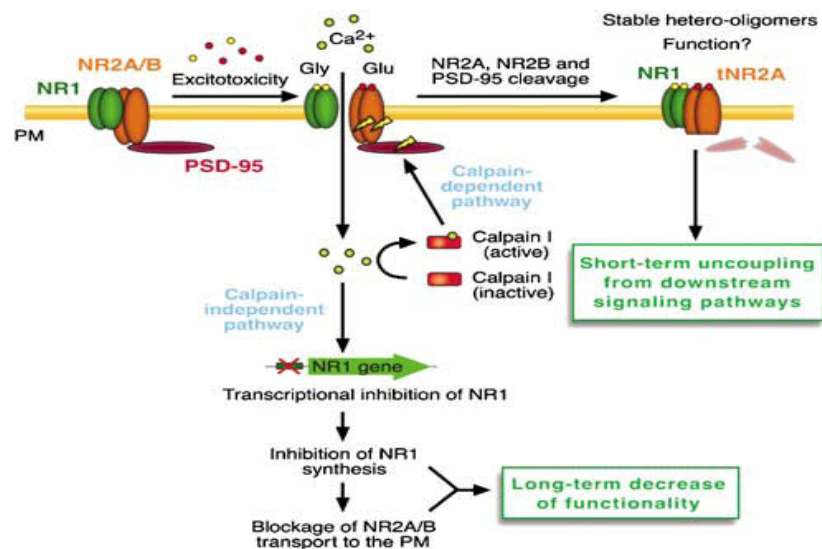 Stable hetero-oligomers
Function?
Ca2+
NR2A/B
NR1
Excitotoxicity
Gly
Glu
NR2A, NR2B and
PSD-95 cleavage
NR1
tNR2A
PM
PSD-95
Calpain-
dependent
pathway
Calpain I
(active)
Calpain I
(inactive)
Short-term uncoupling
from downstream
signaling pathways
Calpain-
independent
pathway
NR1 gene
Transcriptional inhibition of NR1
Inhibition of NR1
synthesis
Long-term decrease
of functionality
Blockage of NR2A/B
transport to the PM